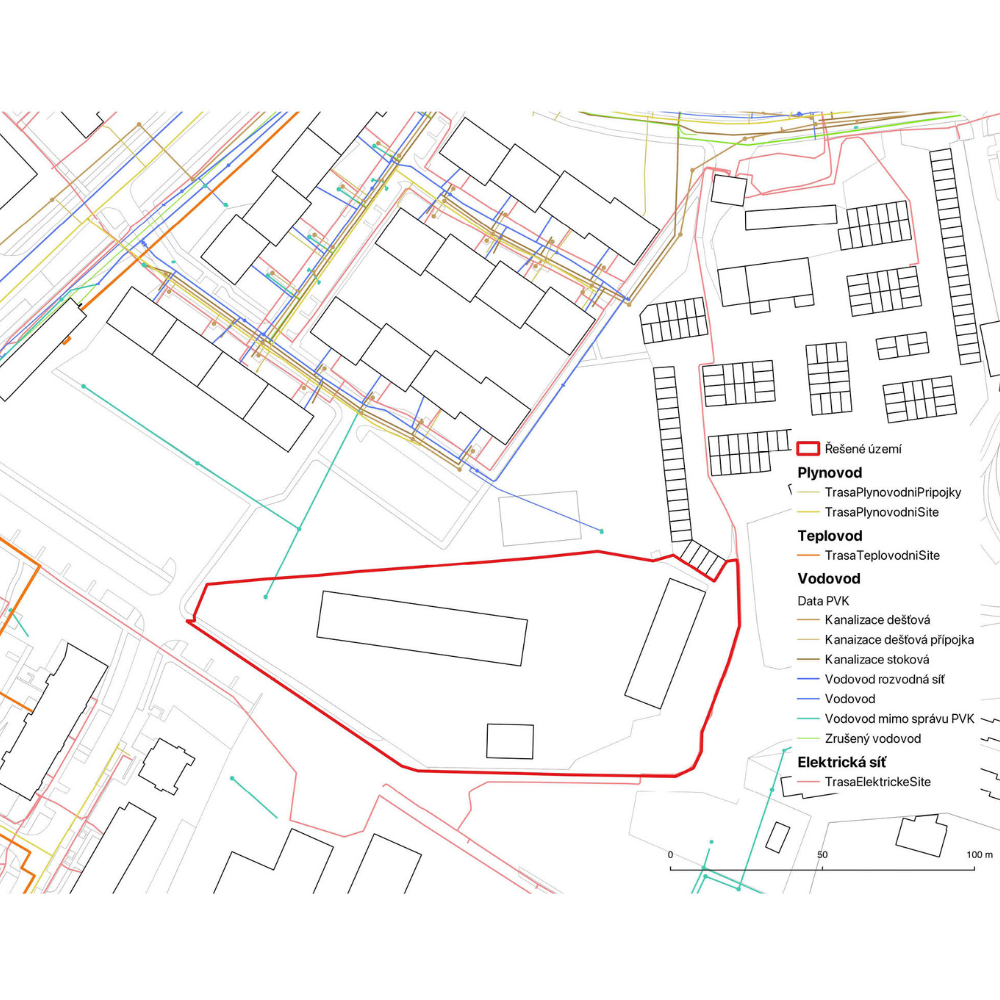 Řešené území
Plynovod
TrasaPlynovodniPripojky
TrasaPlynovodniSite
Teplovod
TrasaTeplovodniSite
Vodovod
Data PVK
Kanalizace dešťová
Kanaizace dešťová přípojka
Kanalizace stoková
Vodovod rozvodná síť
Vodovod
Vodovod mimo správu PVK
Zrušený vodovod
Elektrická síť
TrasaElektrickeSite
0 50 100 m